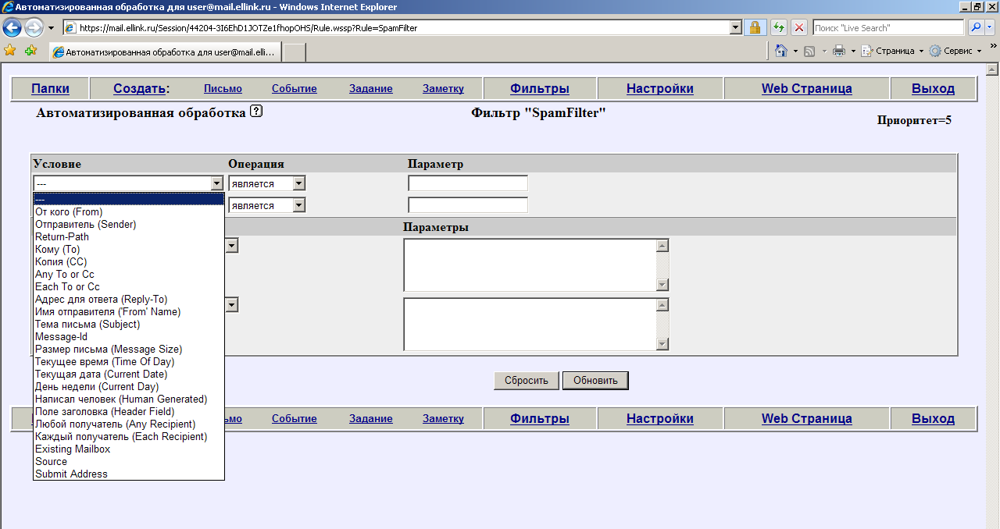 Автоматизированная обработка для user@mail.ellink.ru - Windows Internet Explorer
https://mail.ellink.ru/Session/44204-3I6EhD1JOTZe1fhopOHS/Rule.wssp?Rule=SpamFilter
Поиск "Live Search"
Автоматизированная обработка для user@mail.elli...
Страница
Сервис
»
Папки Создать: Письмо Событие Задание Заметку Фильтры Настройки Web Страница Выход
Автоматизированная обработка ? Фильтр "SpamFilter"
Приоритет=5
Условие Операция Параметр
--- является
---
является
От кого (From)
Отправитель (Sender)
Параметры
Return-Path
Кому (To)
Копия (CC)
Any To or Cc
Each To or Cc
Адрес для ответа (Reply-To)
Имя отправителя ('From' Name)
Тема письма (Subject)
Message-Id
Размер письма (Message Size)
Текущее время (Time Of Day)
Текущая дата (Current Date)
Сбросить Обновить
День недели (Current Day)
Написал человек (Human Generated)
Поле заголовка (Header Field)
ьмо Событие Задание Заметку Фильтры Настройки Web Страница Выход
Любой получатель (Any Recipient)
Каждый получатель (Each Recipient)
Existing Mailbox
Source
Submit Address